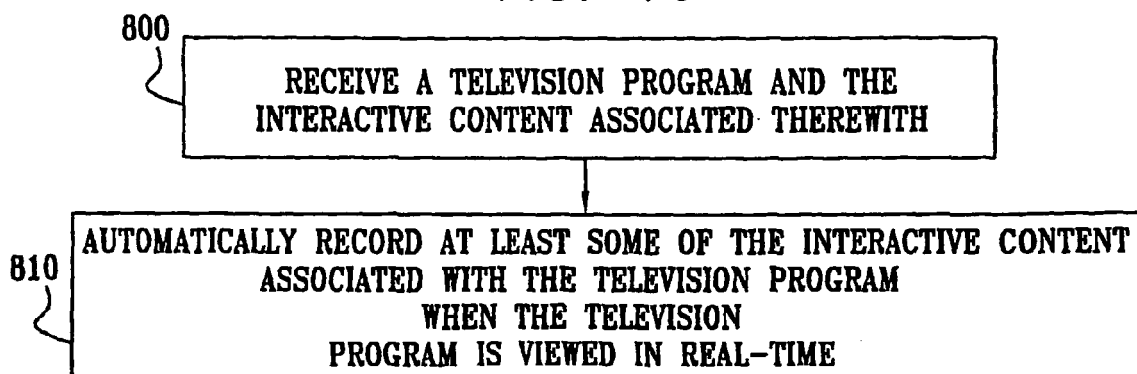 800
RECEIVE A TELEVISION PROGRAM AND THE
INTERACTIVE CONTENT ASSOCIATED THEREWITH
810
AUTOMATICALLY RECORD AT LEAST SOME OF THE INTERACTIVE CONTENT
ASSOCIATED WITH THE TELEVISION PROGRAM
WHEN THE TELEVISION
PROGRAM IS VIEWED IN REAL-TIME